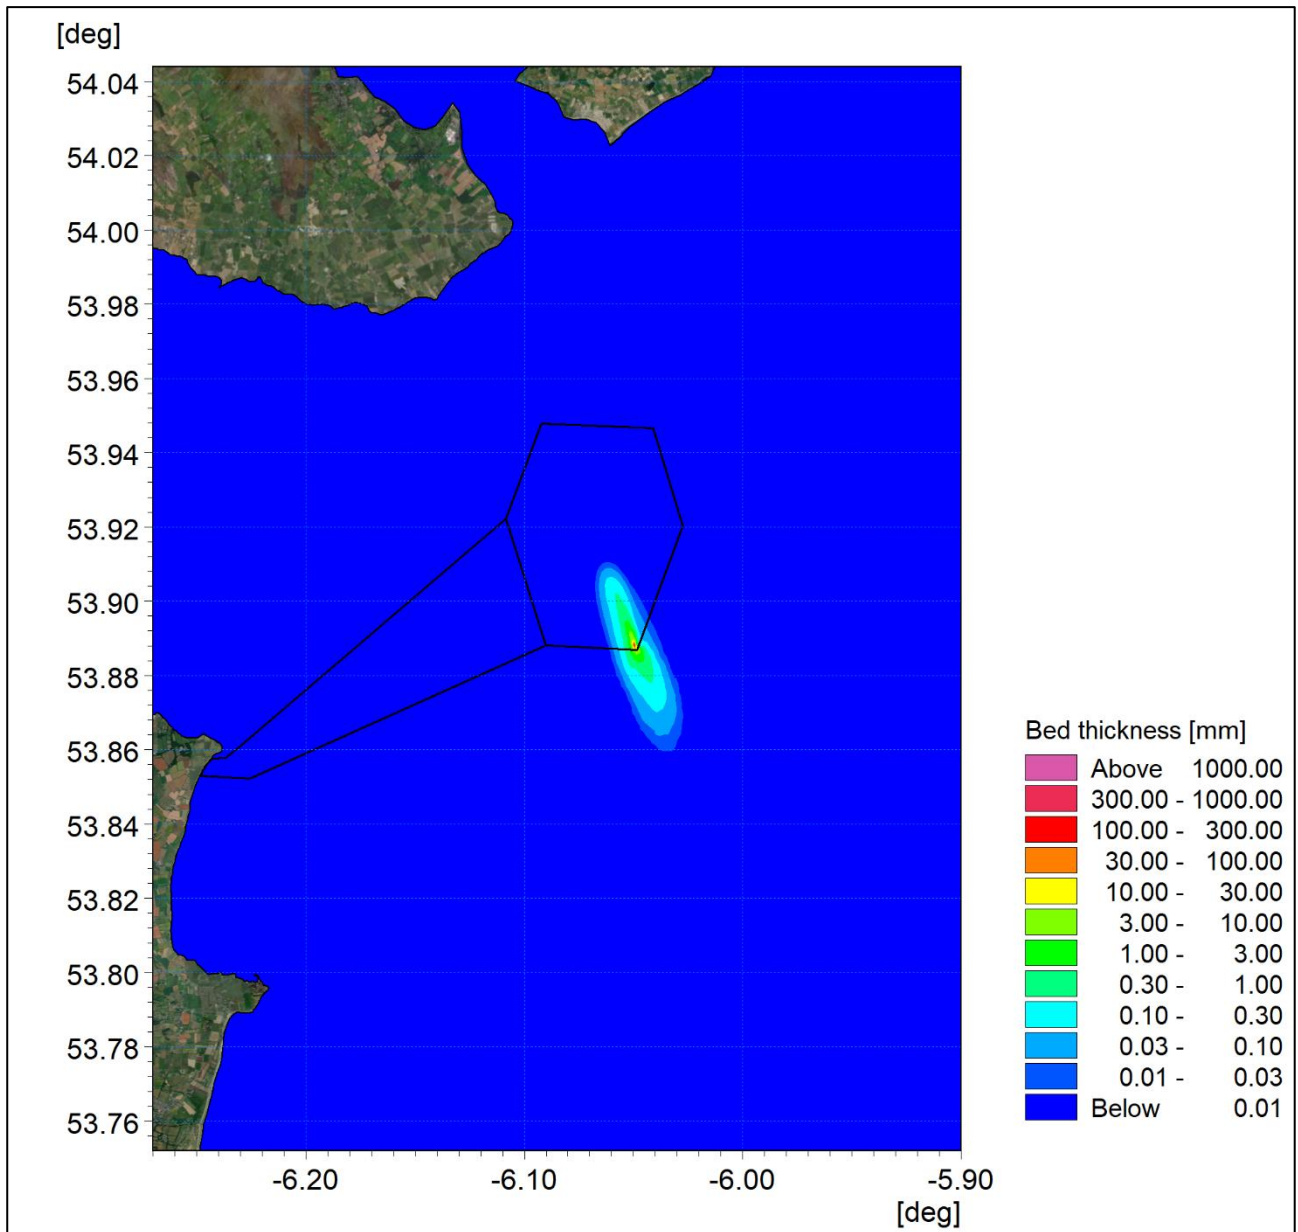 [deg]
54.04
54.02
54.00
53.98
53.96
53.94
53.92
53.90
53.88
53.86
53.84
53.82
53.80
53.78
53.76
-6.20 -6.10 -6.00 -5.90
[deg]
Bed thickness [mm]
Above 1000.00
300.00 - 1000.00
100.00 - 300.00
30.00 - 100.00
10.00 - 30.00
3.00 - 10.00
1.00 - 3.00
0.30 - 1.00
0.10 - 0.30
0.03 - 0.10
0.01 - 0.03
Below 0.01